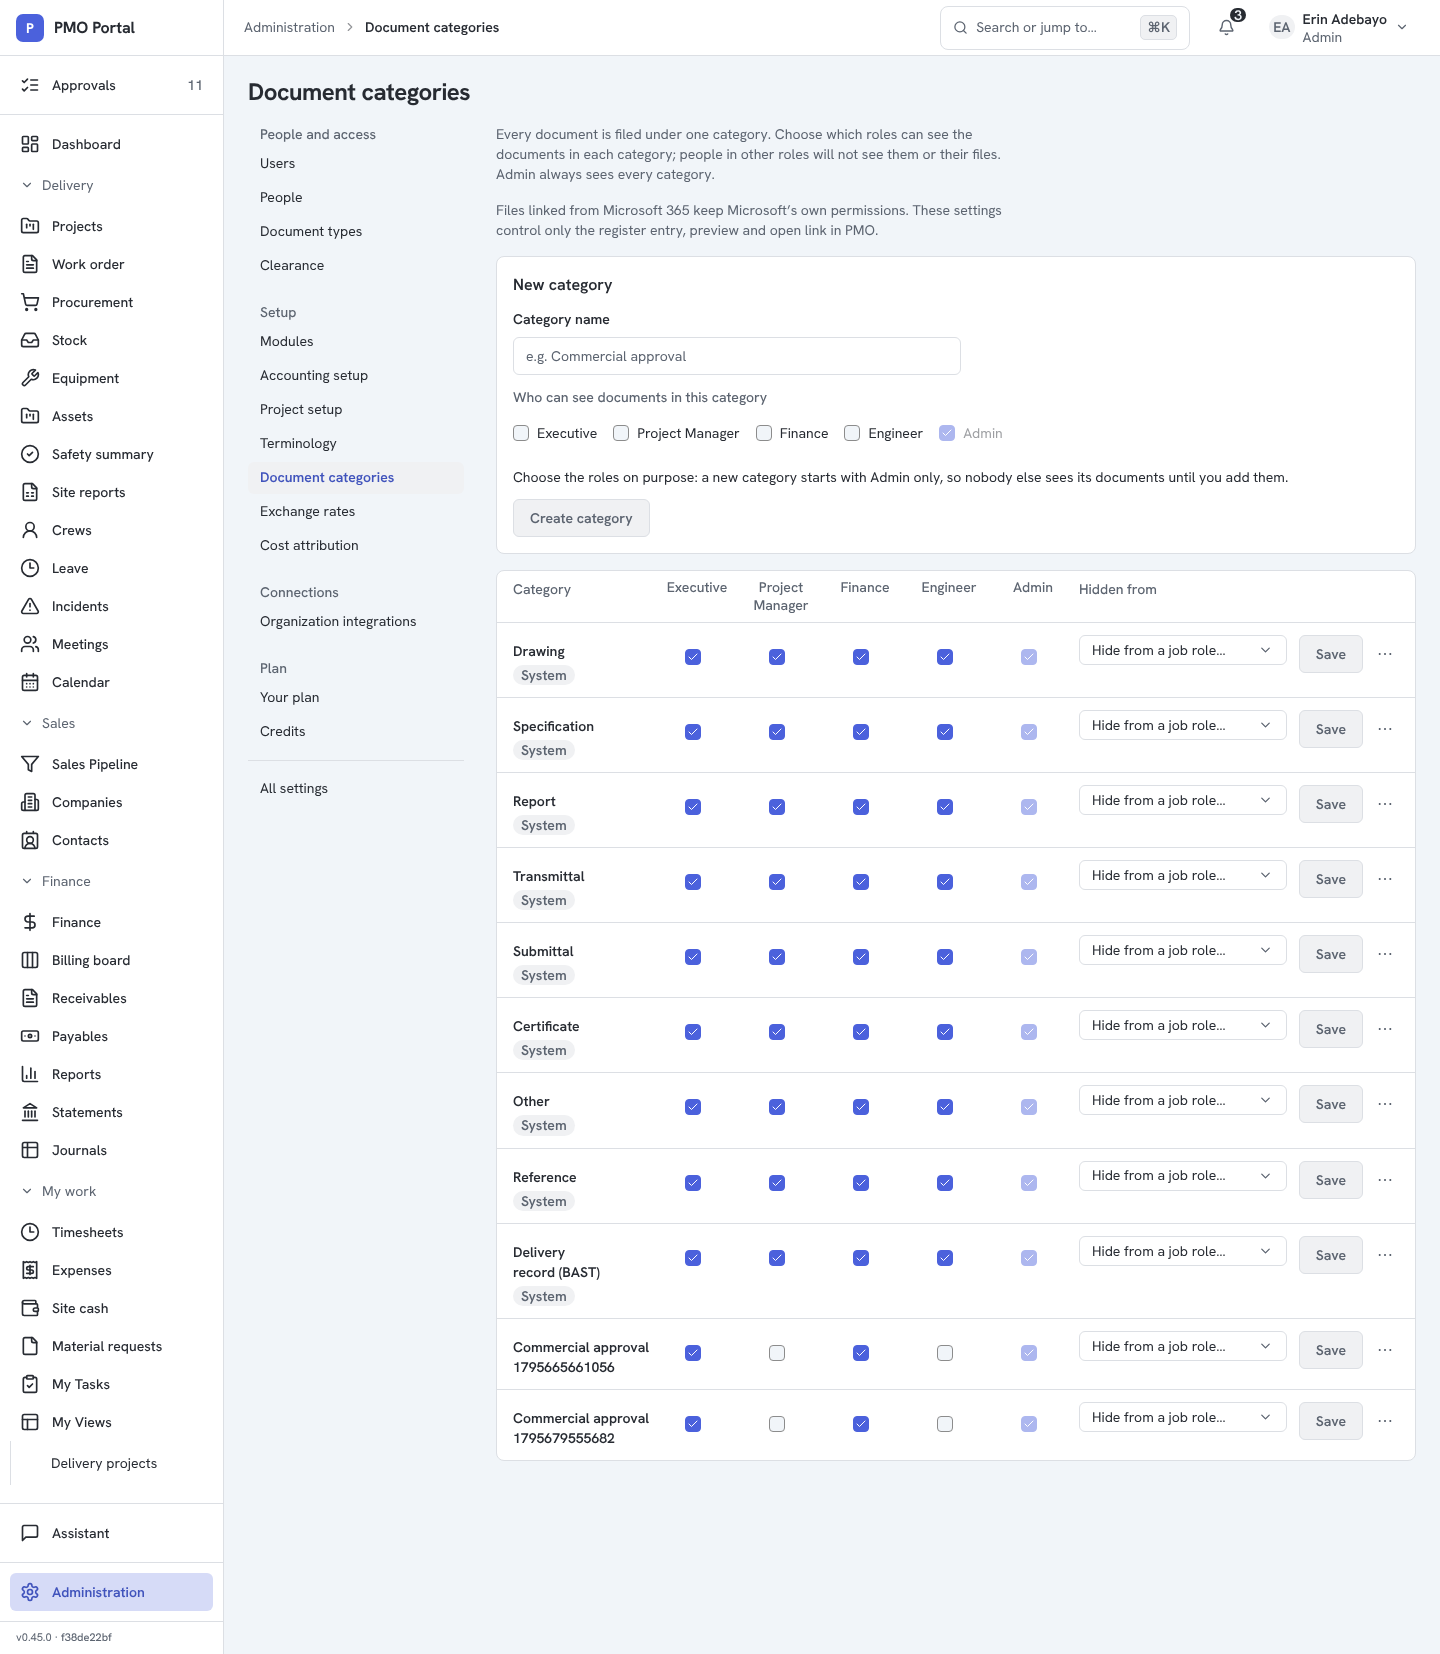 P PMO Portal
Administration > Document categories
Search or jump to... ⌘K
3
EA Erin Adebayo
Admin
Approvals 11
Dashboard
Delivery
Projects
Work order
Procurement
Stock
Equipment
Assets
Safety summary
Site reports
Crews
Leave
Incidents
Meetings
Calendar
Sales
Sales Pipeline
Companies
Contacts
Finance
Finance
Billing board
Receivables
Payables
Reports
Statements
Journals
My work
Timesheets
Expenses
Site cash
Material requests
My Tasks
My Views
Delivery projects
Assistant
Administration
v0.45.0 · f38de22bf
Document categories
People and access
Users
People
Document types
Clearance
Setup
Modules
Accounting setup
Project setup
Terminology
Document categories
Exchange rates
Cost attribution
Connections
Organization integrations
Plan
Your plan
Credits
All settings
Every document is filed under one category. Choose which roles can see the
documents in each category; people in other roles will not see them or their files.
Admin always sees every category.
Files linked from Microsoft 365 keep Microsoft's own permissions. These settings
control only the register entry, preview and open link in PMO.
New category
Category name
e.g. Commercial approval
Who can see documents in this category
Executive Project Manager Finance Engineer Admin
Choose the roles on purpose: a new category starts with Admin only, so nobody else sees its documents until you add them.
Create category
Category Executive Project Manager Finance Engineer Admin Hidden from
Drawing Hide from a job role... Save ...
System
Specification Hide from a job role... Save ...
System
Report Hide from a job role... Save ...
System
Transmittal Hide from a job role... Save ...
System
Submittal Hide from a job role... Save ...
System
Certificate Hide from a job role... Save ...
System
Other Hide from a job role... Save ...
System
Reference Hide from a job role... Save ...
System
Delivery Hide from a job role... Save ...
record (BAST)
System
Commercial approval Hide from a job role... Save ...
1795665661056
Commercial approval Hide from a job role... Save ...
1795679555682